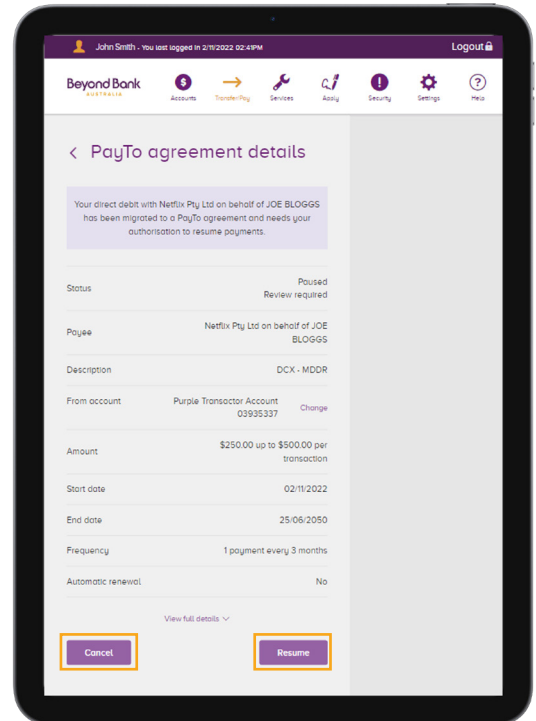 John Smith - You last logged in 2/11/2022 02:41PM
Logout
Beyond Bank
AUSTRALIA
Accounts
Transfer/Pay
Services
Apply
Security
Settings
Help
PayTo agreement details
Your direct debit with Netflix Pty Ltd on behalf of JOE BLOGGS
has been migrated to a PayTo agreement and needs your
authorisation to resume payments.
Status
Paused
Review required
Payee
Netflix Pty Ltd on behalf of JOE
BLOGGS
Description
DCX - MDDR
From account
Purple Transactor Account
03935337
Change
Amount
$250.00 up to $500.00 per
transaction
Start date
02/11/2022
End date
25/06/2050
Frequency
1 payment every 3 months
Automatic renewal
No
View full details
Cancel
Resume